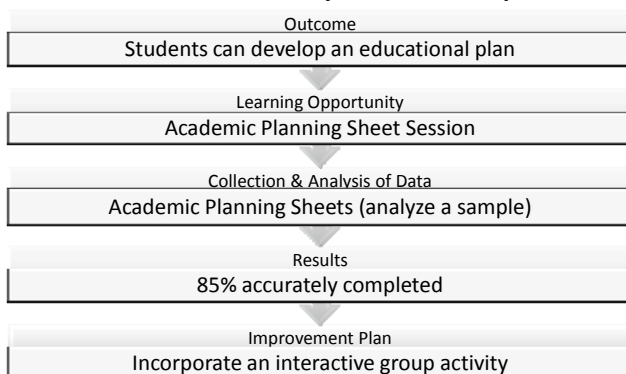 Outcome
Students can develop an educational plan
Learning Opportunity
Academic Planning Sheet Session
Collection & Analysis of Data
Academic Planning Sheets (analyze a sample)
Results
85% accurately completed
Improvement Plan
Incorporate an interactive group activity